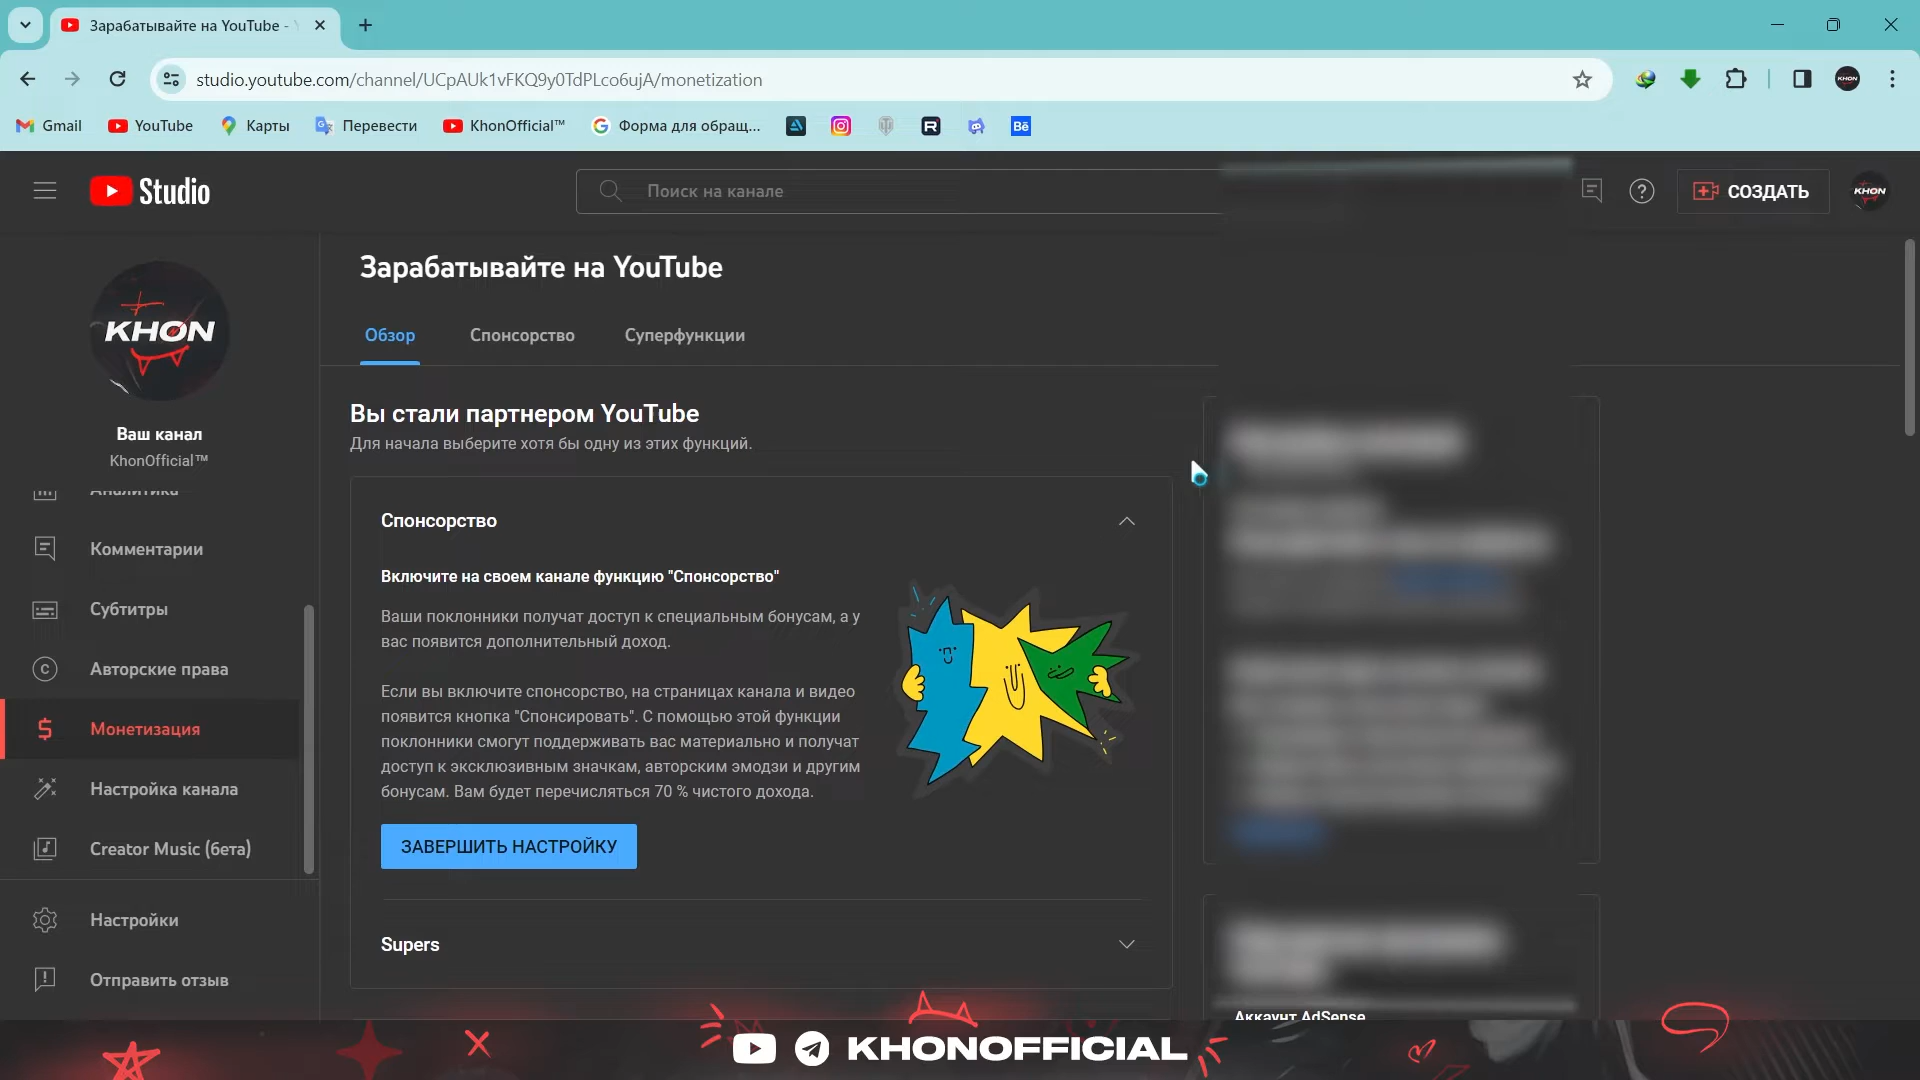 Зарабатывайте на YouTube -
studio.youtube.com/channel/UCpAUk1vFKQ9y0TdPLco6ujA/monetization
Gmail
YouTube
Карты
Перевести
KhonOfficial™
Форма для обращ...
Bē
Studio
Поиск на канале
СОЗДАТЬ
KHON
KHON
Ваш канал
KhonOfficial™
Аналитика
Комментарии
Субтитры
Авторские права
Монетизация
Настройка канала
Creator Music (бета)
Настройки
Отправить отзыв
Зарабатывайте на YouTube
Обзор
Спонсорство
Суперфункции
Вы стали партнером YouTube
Для начала выберите хотя бы одну из этих функций.
Спонсорство
Включите на своем канале функцию "Спонсорство"
Ваши поклонники получат доступ к специальным бонусам, а у
вас появится дополнительный доход.
Если вы включите спонсорство, на страницах канала и видео
появится кнопка "Спонсировать". С помощью этой функции
поклонники смогут поддерживать вас материально и получат
доступ к эксклюзивным значкам, авторским эмодзи и другим
бонусам. Вам будет перечисляться 70 % чистого дохода.
ЗАВЕРШИТЬ НАСТРОЙКУ
Supers
Аккаунт AdSense
KHONOFFICIAL